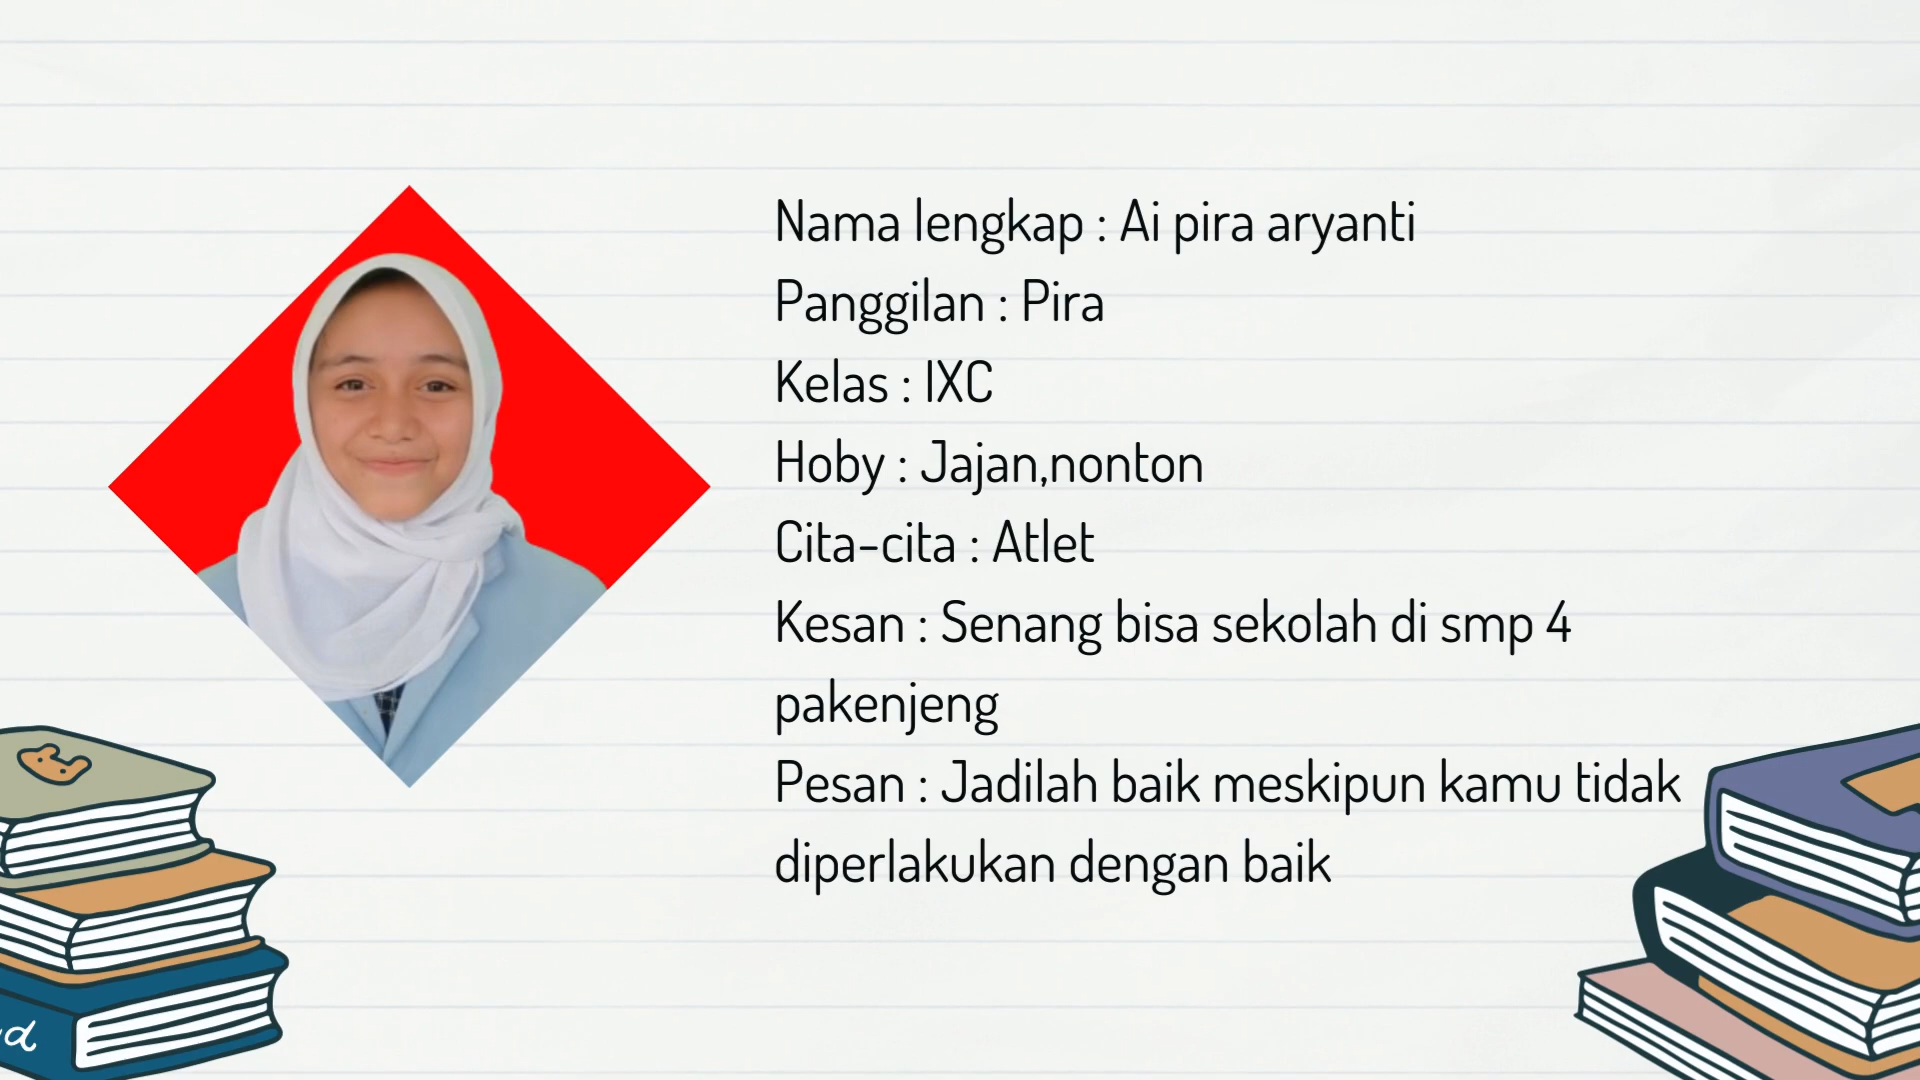 Nama lengkap : Ai pira aryanti
Panggilan : Pira
Kelas : IXC
Hoby : Jajan,nonton
Cita-cita : Atlet
Kesan : Senang bisa sekolah di smp 4
pakenjeng
Pesan : Jadilah baik meskipun kamu tidak
diperlakukan dengan baik